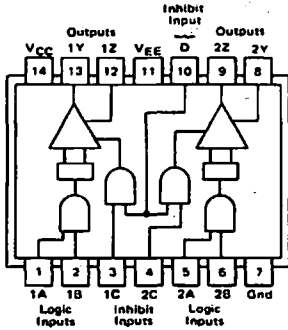 Inhibit
Outputs Input Outputs
VCC 1Y 1Z VEE D 2Z 2Y
14 13 12 11 10 9 8
1 2 3 4 5 6 7
1A 1B 1C 2C 2A 2B Gnd
Logic Inhibit Logic
Inputs Inputs Inputs